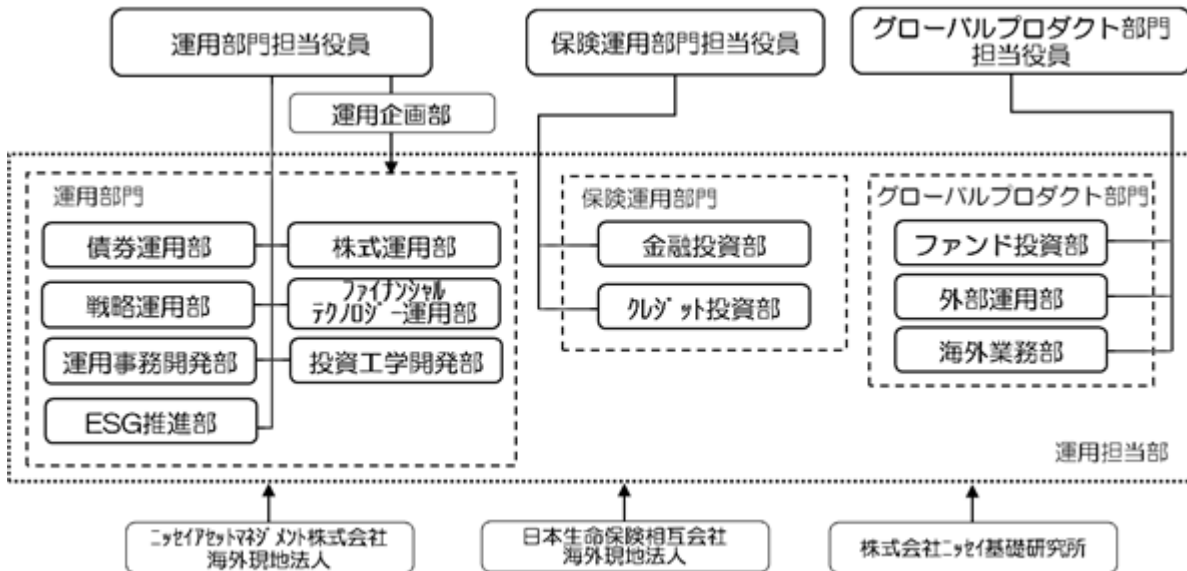 運用部門担当役員
保険運用部門担当役員
グローバルプロダクト部門
担当役員
運用企画部
運用部門
債券運用部
株式運用部
戦略運用部
ファイナンシャル
テクノロジー運用部
運用事務開発部
投資工学開発部
ESG推進部
保険運用部門
金融投資部
クレジット投資部
グローバルプロダクト部門
ファンド投資部
外部運用部
海外業務部
運用担当部
ニッセイアセットマネジメント株式会社
海外現地法人
日本生命保険相互会社
海外現地法人
株式会社ニッセイ基礎研究所